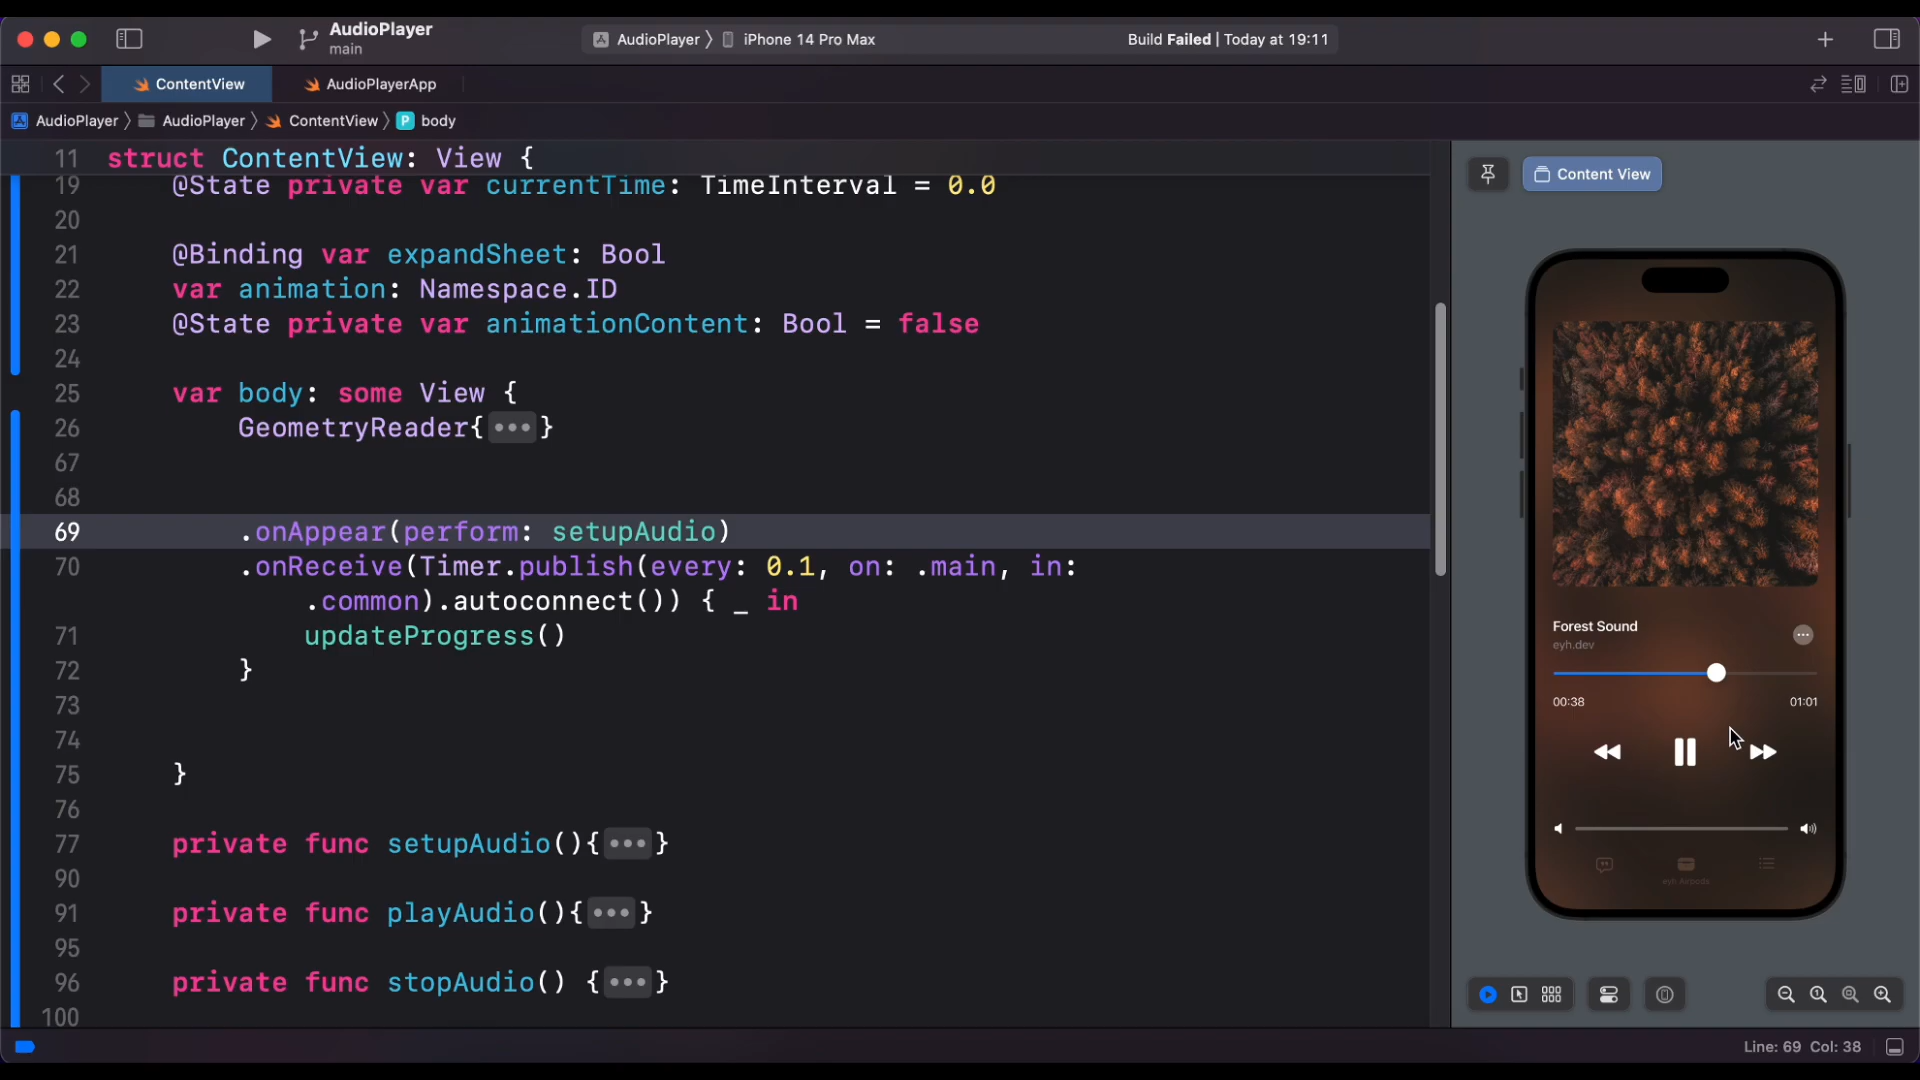 AudioPlayer
main
AudioPlayer 〉 iPhone 14 Pro Max
Build Failed | Today at 19:11
ContentView
AudioPlayerApp
AudioPlayer 〉 AudioPlayer 〉 ContentView 〉 P body
11 struct ContentView: View {
19 @State private var currentTime: TimeInterval = 0.0
20
21 @Binding var expandSheet: Bool
22 var animation: Namespace.ID
23 @State private var animationContent: Bool = false
24
25 var body: some View {
26 GeometryReader{•••}
67
68
69 .onAppear(perform: setupAudio)
70 .onReceive(Timer.publish(every: 0.1, on: .main, in:
.common).autoconnect()) { _ in
71 updateProgress()
72 }
73
74
75 }
76
77 private func setupAudio(){•••}
90
91 private func playAudio(){•••}
95
96 private func stopAudio() {•••}
100
Content View
Forest Sound
eyh.dev
00:38 01:01
eyh Airpods
Line: 69 Col: 38